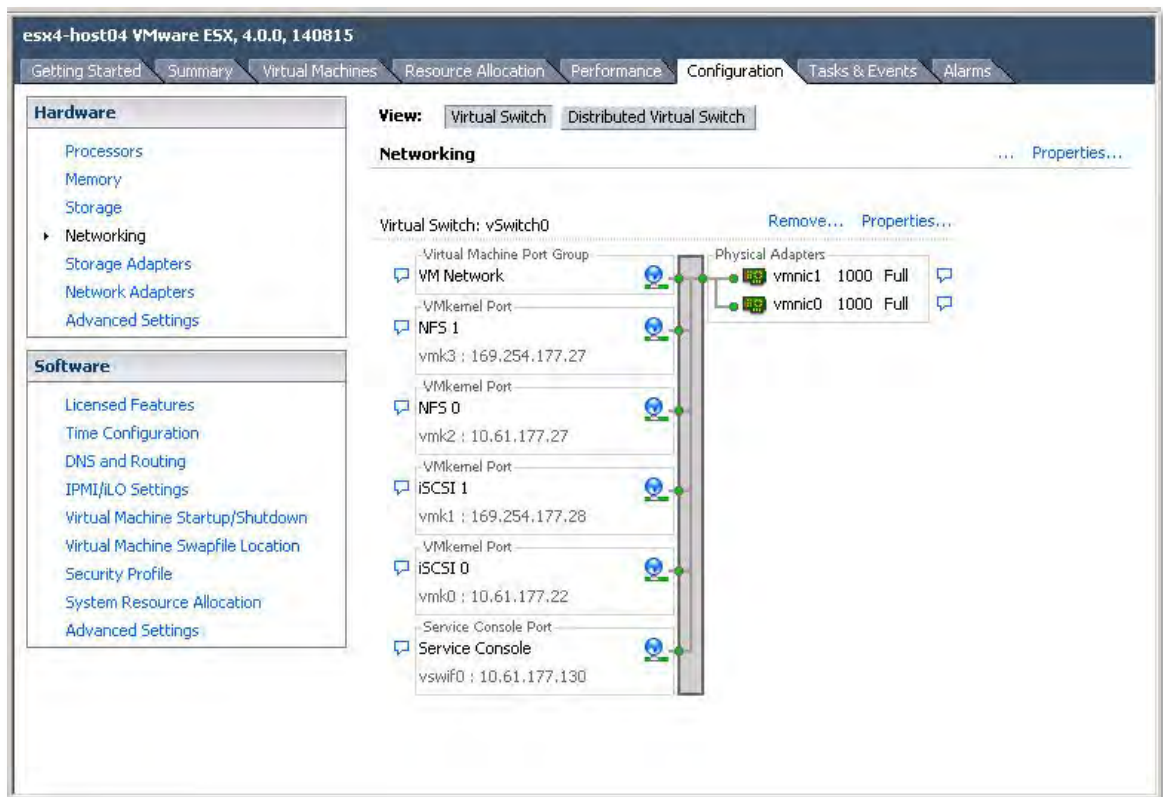 esx4-host04 VMware ESX, 4.0.0, 140815
Getting Started Summary Virtual Machines Resource Allocation Performance Configuration Tasks & Events Alarms
Hardware
Processors
Memory
Storage
Networking
Storage Adapters
Network Adapters
Advanced Settings
Software
Licensed Features
Time Configuration
DNS and Routing
IPMI/iLO Settings
Virtual Machine Startup/Shutdown
Virtual Machine Swapfile Location
Security Profile
System Resource Allocation
Advanced Settings
View: Virtual Switch Distributed Virtual Switch
Networking ... Properties...
Virtual Switch: vSwitch0 Remove... Properties...
Virtual Machine Port Group
VM Network
VMkernel Port
NFS 1
vmk3 : 169.254.177.27
VMkernel Port
NFS 0
vmk2 : 10.61.177.27
VMkernel Port
iSCSI 1
vmk1 : 169.254.177.28
VMkernel Port
iSCSI 0
vmk0 : 10.61.177.22
Service Console Port
Service Console
vswif0 : 10.61.177.130
Physical Adapters
vmnic1 1000 Full
vmnic0 1000 Full